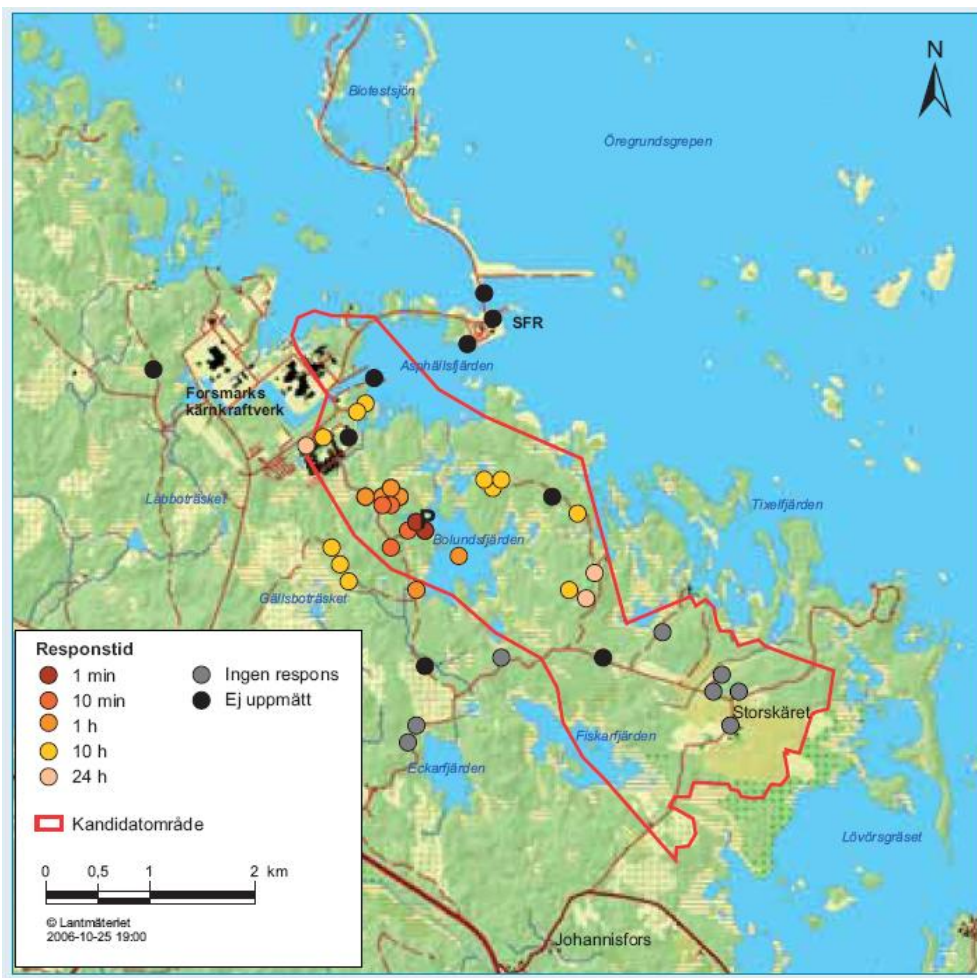 N
Biotestsjön
Öregrundsgrepen
SFR
Asphällsfjärden
Forsmarks
kärnkraftverk
Labboträsket
Tixelfjärden
P
Bolundsfjärden
Gällsboträsket
Responstid
1 min
10 min
1 h
10 h
24 h
Ingen respons
Ej uppmätt
Kandidatområde
0 0,5 1 2 km
© Lantmäteriet
2006-10-25 19:00
Storskäret
Fiskarfjärden
Eckarfjärden
Lövörsgräset
Johannisfors